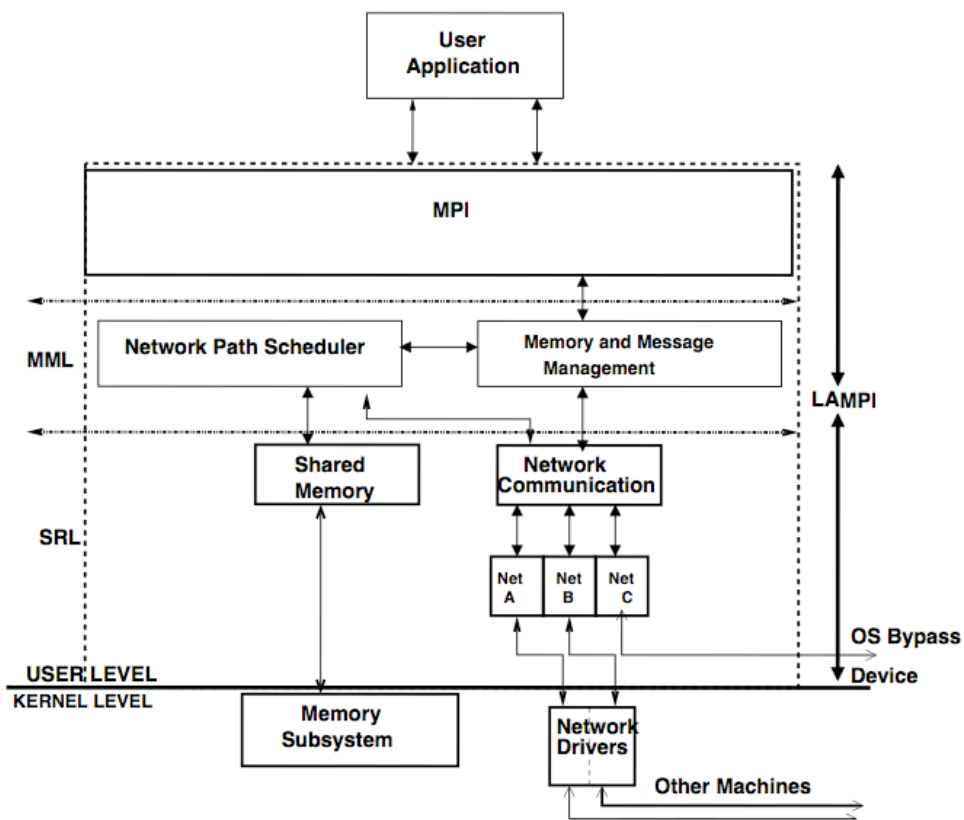 User
Application
MPI
Network Path Scheduler
Memory and Message
Management
MML
LAMPI
Shared
Memory
Network
Communication
SRL
Net
A
Net
B
Net
C
OS Bypass
USER LEVEL
Device
KERNEL LEVEL
Memory
Subsystem
Network
Drivers
Other Machines